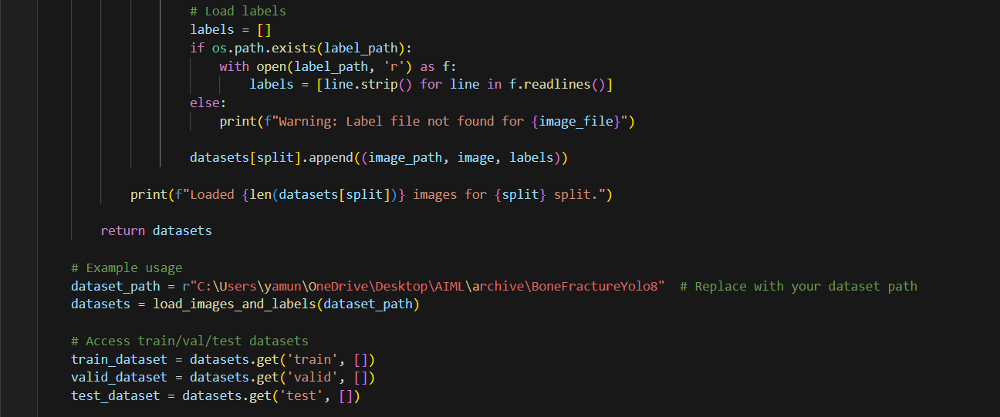 # Load labels
labels = []
if os.path.exists(label_path):
with open(label_path, 'r') as f:
labels = [line.strip() for line in f.readlines()]
else:
print(f"Warning: Label file not found for {image_file}")
datasets[split].append((image_path, image, labels))
print(f"Loaded {len(datasets[split])} images for {split} split.")
return datasets
# Example usage
dataset_path = r"C:\Users\yamun\OneDrive\Desktop\AIML\archive\BoneFractureYolo8"  # Replace with your dataset path
datasets = load_images_and_labels(dataset_path)
# Access train/val/test datasets
train_dataset = datasets.get('train', [])
valid_dataset = datasets.get('valid', [])
test_dataset = datasets.get('test', [])